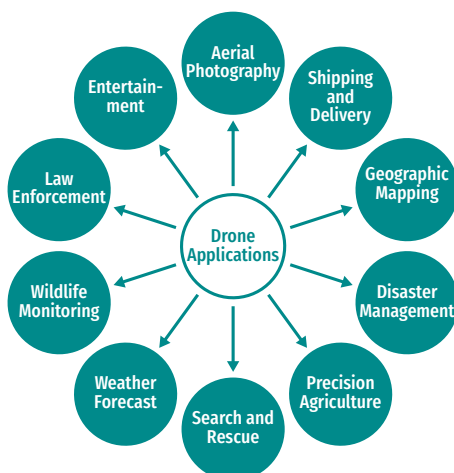 Aerial
Photography
Shipping
and
Delivery
Geographic
Mapping
Disaster
Management
Precision
Agriculture
Search and
Rescue
Weather
Forecast
Wildlife
Monitoring
Law
Enforcement
Entertain-
ment
Drone
Applications